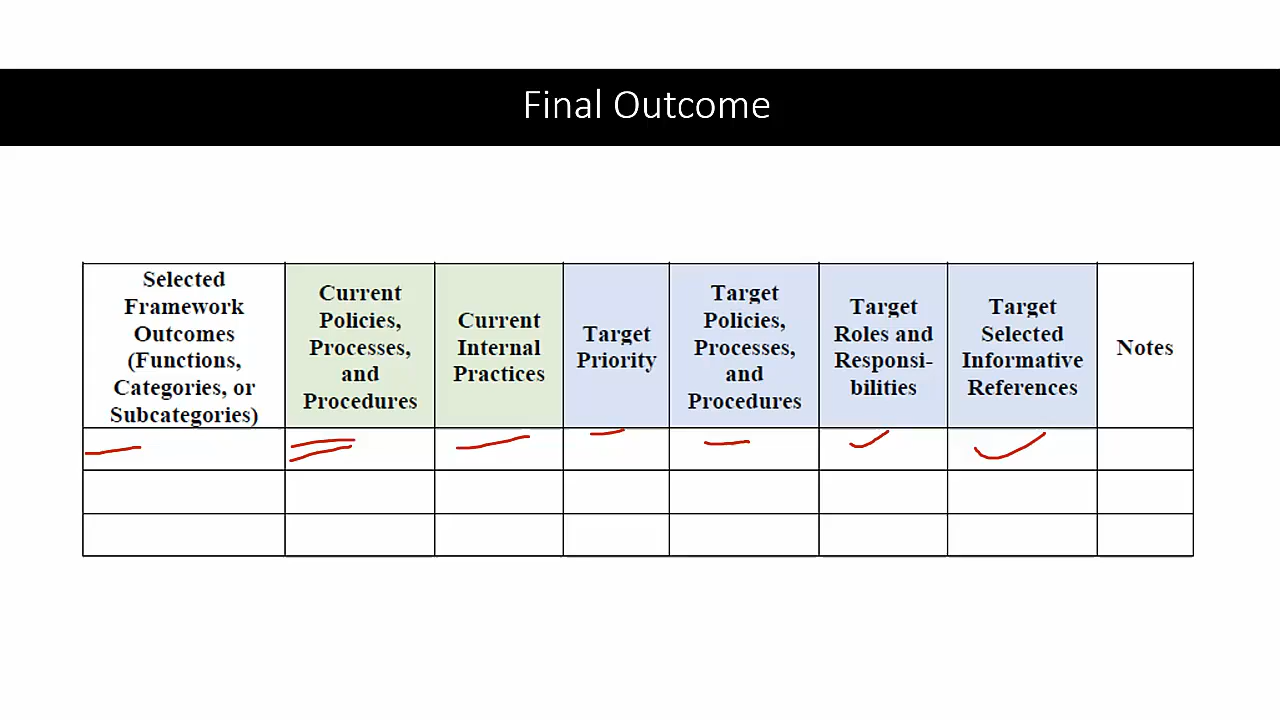 Final Outcome
Selected
Framework
Outcomes
(Functions,
Categories, or
Subcategories)
Current
Policies,
Processes,
and
Procedures
Current
Internal
Practices
Target
Priority
Target
Policies,
Processes,
and
Procedures
Target
Roles and
Responsi-
bilities
Target
Selected
Informative
References
Notes